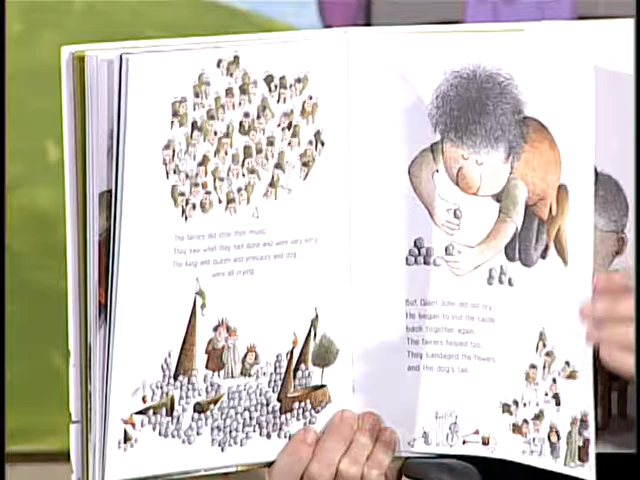 The fairies did stop their music.
They saw what they had done and were very sorry.
The king and queen and princess and dog
were all crying.
But Giant John did not cry.
He began to put the castle
back together again.
The fairies helped too.
They bandaged the flowers
and the dog's tail.